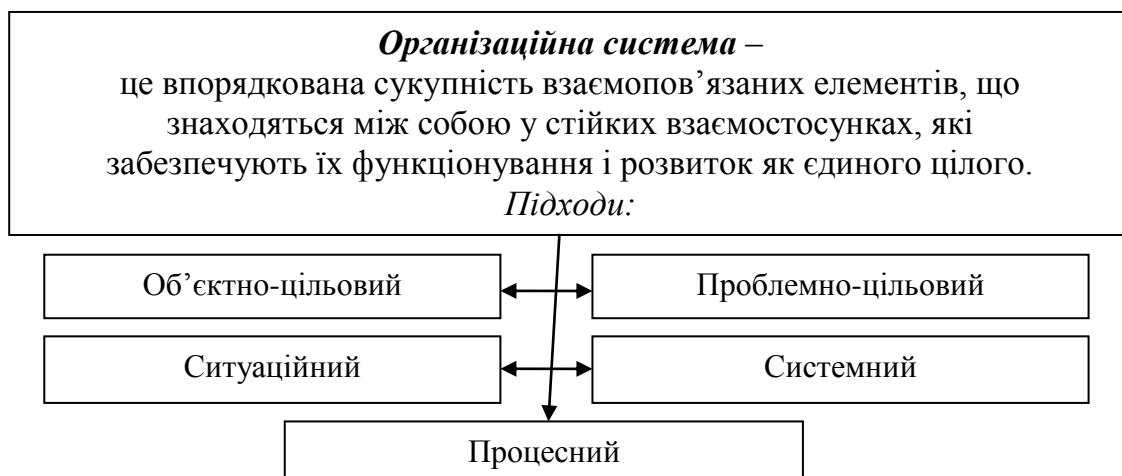 Організаційна система –
це впорядкована сукупність взаємопов’язаних елементів, що
знаходяться між собою у стійких взаємостосунках, які
забезпечують їх функціонування і розвиток як єдиного цілого.
Підходи:
Об’єктно-цільовий
Проблемно-цільовий
Ситуаційний
Системний
Процесний